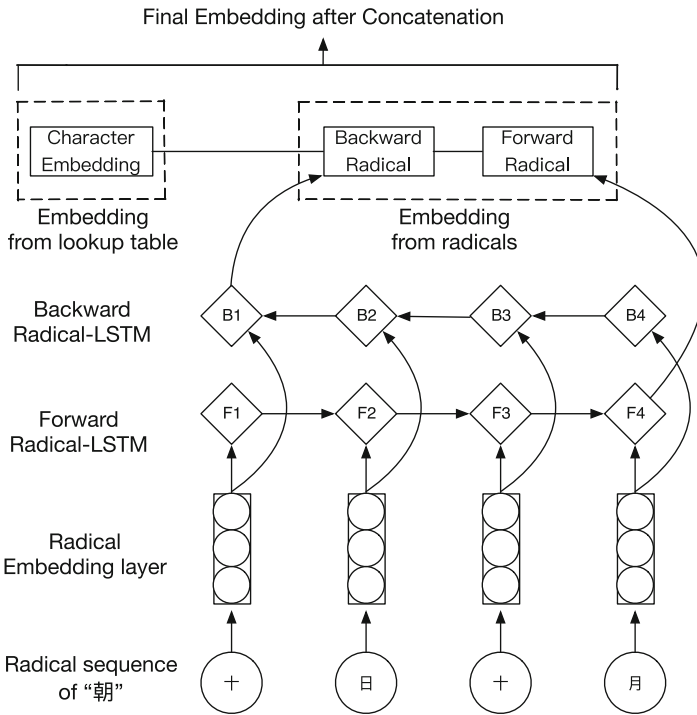 Final Embedding after Concatenation
Character
Embedding
Backward
Radical
Forward
Radical
Embedding
from lookup table
Embedding
from radicals
Backward
Radical-LSTM
B1
B2
B3
B4
Forward
Radical-LSTM
F1
F2
F3
F4
Radical
Embedding layer
Radical sequence
of “朝”
十
日
十
月